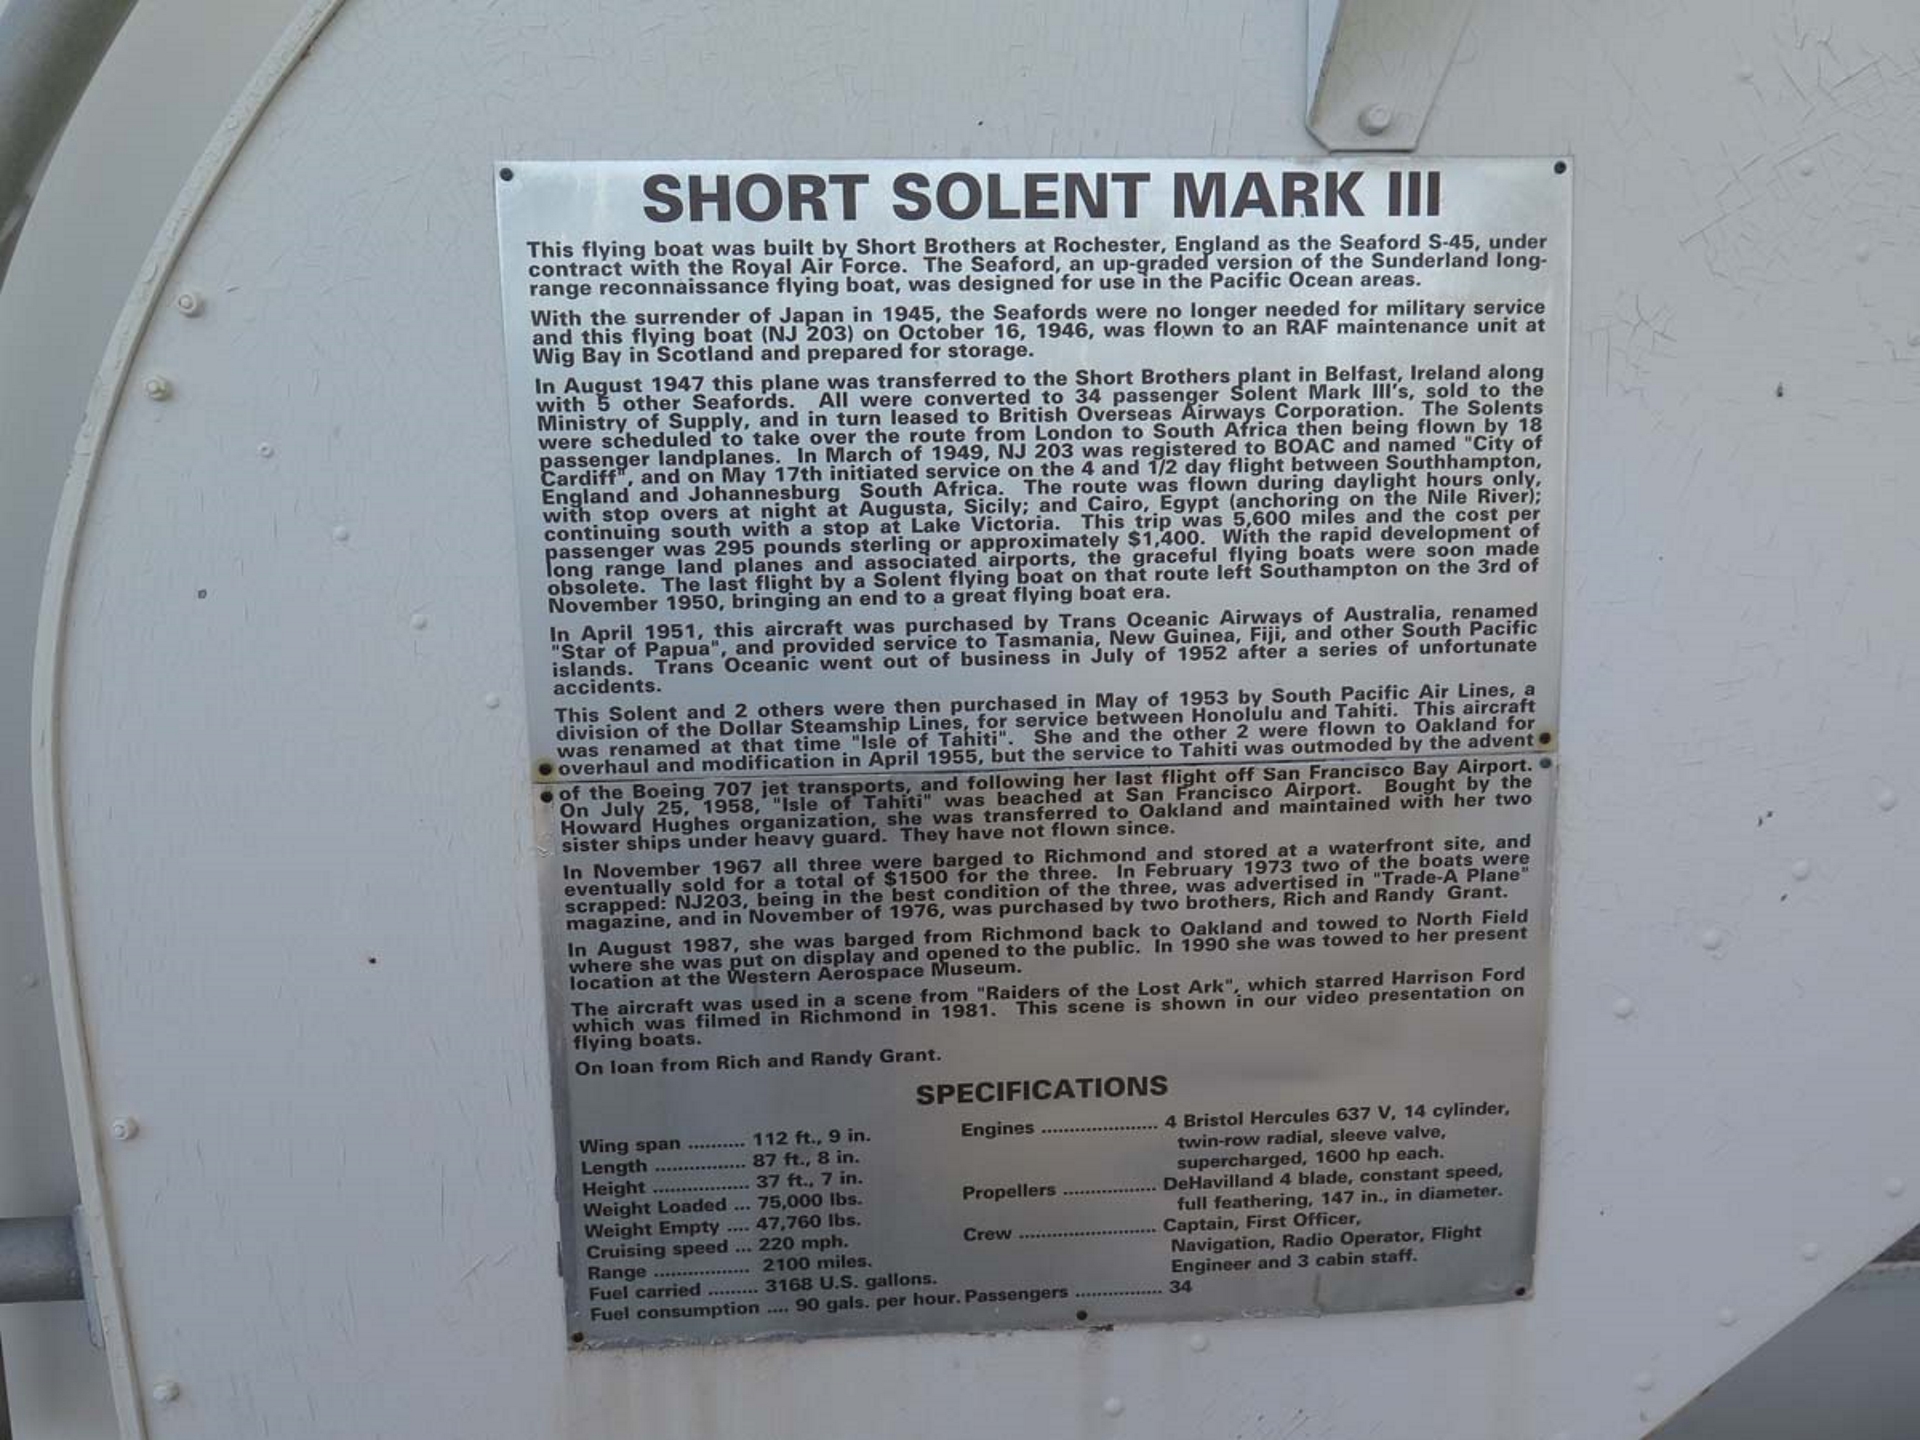 SHORT SOLENT MARK III
This flying boat was built by Short Brothers at Rochester, England as the Seaford S-45, under
contract with the Royal Air Force. The Seaford, an up-graded version of the Sunderland long-
range reconnaissance flying boat, was designed for use in the Pacific Ocean areas.
With the surrender of Japan in 1945, the Seafords were no longer needed for military service
and this flying boat (NJ 203) on October 16, 1946, was flown to an RAF maintenance unit at
Wig Bay in Scotland and prepared for storage.
In August 1947 this plane was transferred to the Short Brothers plant in Belfast, Ireland along
with 5 other Seafords. All were converted to 34 passenger Solent Mark III's, sold to the
Ministry of Supply, and in turn leased to British Overseas Airways Corporation. The Solents
were scheduled to take over the route from London to South Africa then being flown by 18
passenger landplanes. In March of 1949, NJ 203 was registered to BOAC and named "City of
Cardiff", and on May 17th initiated service on the 4 and 1/2 day flight between Southhampton,
England and Johannesburg South Africa. The route was flown during daylight hours only,
with stop overs at night at Augusta, Sicily; and Cairo, Egypt (anchoring on the Nile River);
continuing south with a stop at Lake Victoria. This trip was 5,600 miles and the cost per
passenger was 295 pounds sterling or approximately $1,400. With the rapid development of
long range land planes and associated airports, the graceful flying boats were soon made
obsolete. The last flight by a Solent flying boat on that route left Southampton on the 3rd of
November 1950, bringing an end to a great flying boat era.
In April 1951, this aircraft was purchased by Trans Oceanic Airways of Australia, renamed
"Star of Papua", and provided service to Tasmania, New Guinea, Fiji, and other South Pacific
islands. Trans Oceanic went out of business in July of 1952 after a series of unfortunate
accidents.
This Solent and 2 others were then purchased in May of 1953 by South Pacific Air Lines, a
division of the Dollar Steamship Lines, for service between Honolulu and Tahiti. This aircraft
was renamed at that time "Isle of Tahiti". She and the other 2 were flown to Oakland for
overhaul and modification in April 1955, but the service to Tahiti was outmoded by the advent
of the Boeing 707 jet transports, and following her last flight off San Francisco Bay Airport.
On July 25, 1958, "Isle of Tahiti" was beached at San Francisco Airport. Bought by the
Howard Hughes organization, she was transferred to Oakland and maintained with her two
sister ships under heavy guard. They have not flown since.
In November 1967 all three were barged to Richmond and stored at a waterfront site, and
eventually sold for a total of $1500 for the three. In February 1973 two of the boats were
scrapped: NJ203, being in the best condition of the three, was advertised in "Trade-A Plane"
magazine, and in November of 1976, was purchased by two brothers, Rich and Randy Grant.
In August 1987, she was barged from Richmond back to Oakland and towed to North Field
where she was put on display and opened to the public. In 1990 she was towed to her present
location at the Western Aerospace Museum.
The aircraft was used in a scene from "Raiders of the Lost Ark", which starred Harrison Ford
which was filmed in Richmond in 1981. This scene is shown in our video presentation on
flying boats.
On loan from Rich and Randy Grant.
SPECIFICATIONS
Wing span .......... 112 ft., 9 in.
Length ................ 87 ft., 8 in.
Height ................. 37 ft., 7 in.
Weight Loaded ... 75,000 lbs.
Weight Empty .... 47,760 lbs.
Cruising speed ... 220 mph.
Range ................. 2100 miles.
Fuel carried ......... 3168 U.S. gallons.
Fuel consumption .... 90 gals. per hour.
Engines ..................... 4 Bristol Hercules 637 V, 14 cylinder,
twin-row radial, sleeve valve,
supercharged, 1600 hp each.
Propellers ................. DeHavilland 4 blade, constant speed,
full feathering, 147 in., in diameter.
Crew ......................... Captain, First Officer,
Navigation, Radio Operator, Flight
Engineer and 3 cabin staff.
Passengers ................ 34